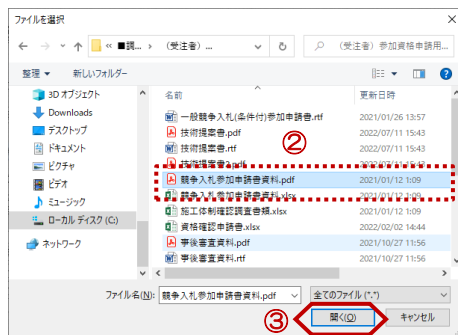 ファイルを選択
« ■調... › (受注者) ...
(受注者) 参加資格申請用...
整理 新しいフォルダー
3D オブジェクト
Downloads
デスクトップ
ドキュメント
ピクチャ
ビデオ
ミュージック
ローカル ディスク (C:)
ネットワーク
名前 更新日時
一般競争入札(条件付)参加申請書.rtf 2021/01/26 13:57
技術提案書.pdf 2022/07/11 15:43
技術提案書.rtf 2022/07/11 15:43
技術提案書2.pdf 2022/07/11 15:43
②
競争入札参加申請書資料.pdf 2021/01/12 1:09
競争入札参加申請書資料.xlsx 2021/01/12 1:09
施工体制確認調査書類.xlsx 2021/01/12 1:09
資格確認申請書.xlsx 2022/02/02 14:44
事後審査資料.pdf 2021/10/27 11:56
事後審査資料.rtf 2021/10/27 11:56
ファイル名(N): 競争入札参加申請書資料.pdf 全てのファイル (*.*)
③ 開く(O) キャンセル